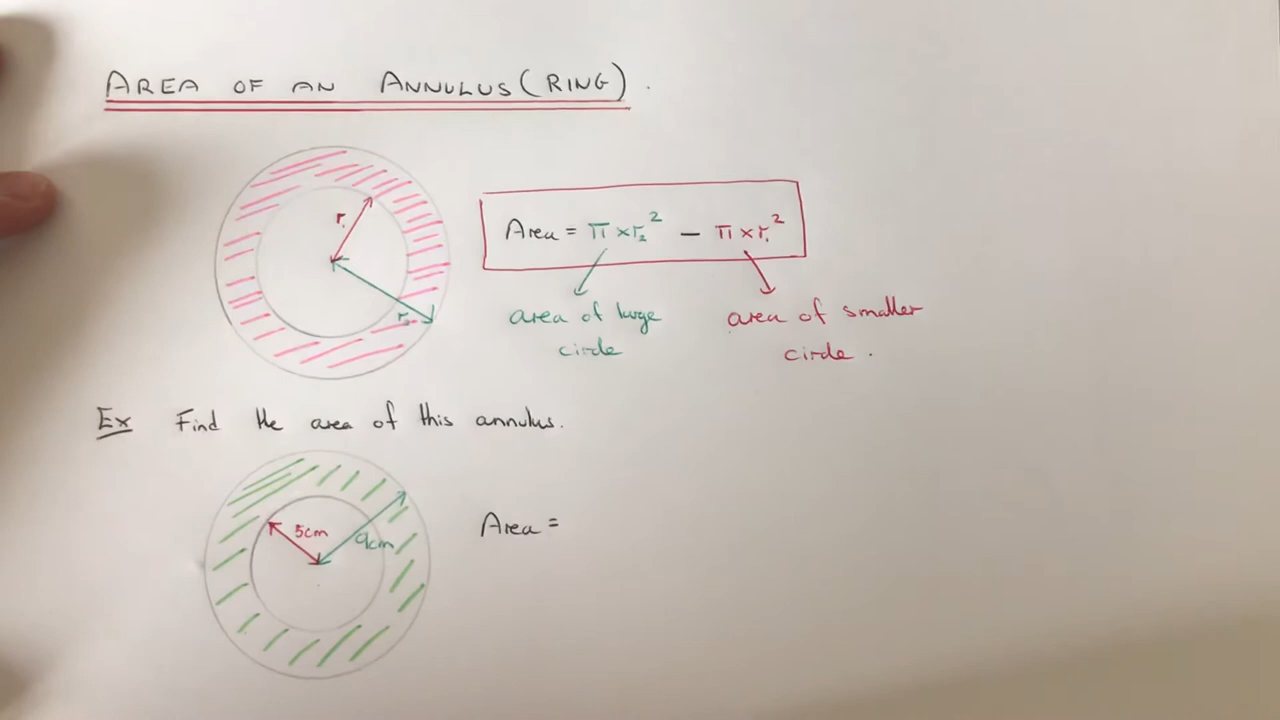 AREA OF AN ANNULUS (RING).
r₁
r₂
Area = π × r₂² − π × r₁²
area of large circle
area of smaller circle.
Ex Find the area of this annulus.
5cm
9cm
Area =